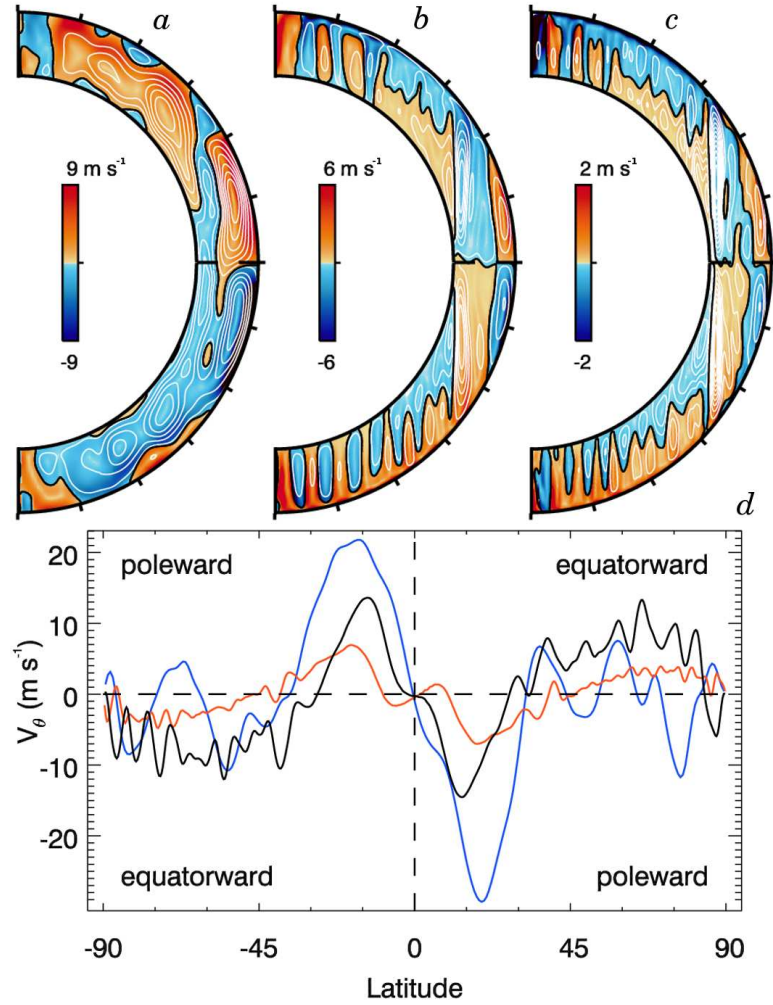 a b c
9 m s⁻¹ 6 m s⁻¹ 2 m s⁻¹
-9 -6 -2
d
poleward equatorward
equatorward poleward
20
10
0
-10
-20
V_θ (m s⁻¹)
-90 -45 0 45 90
Latitude